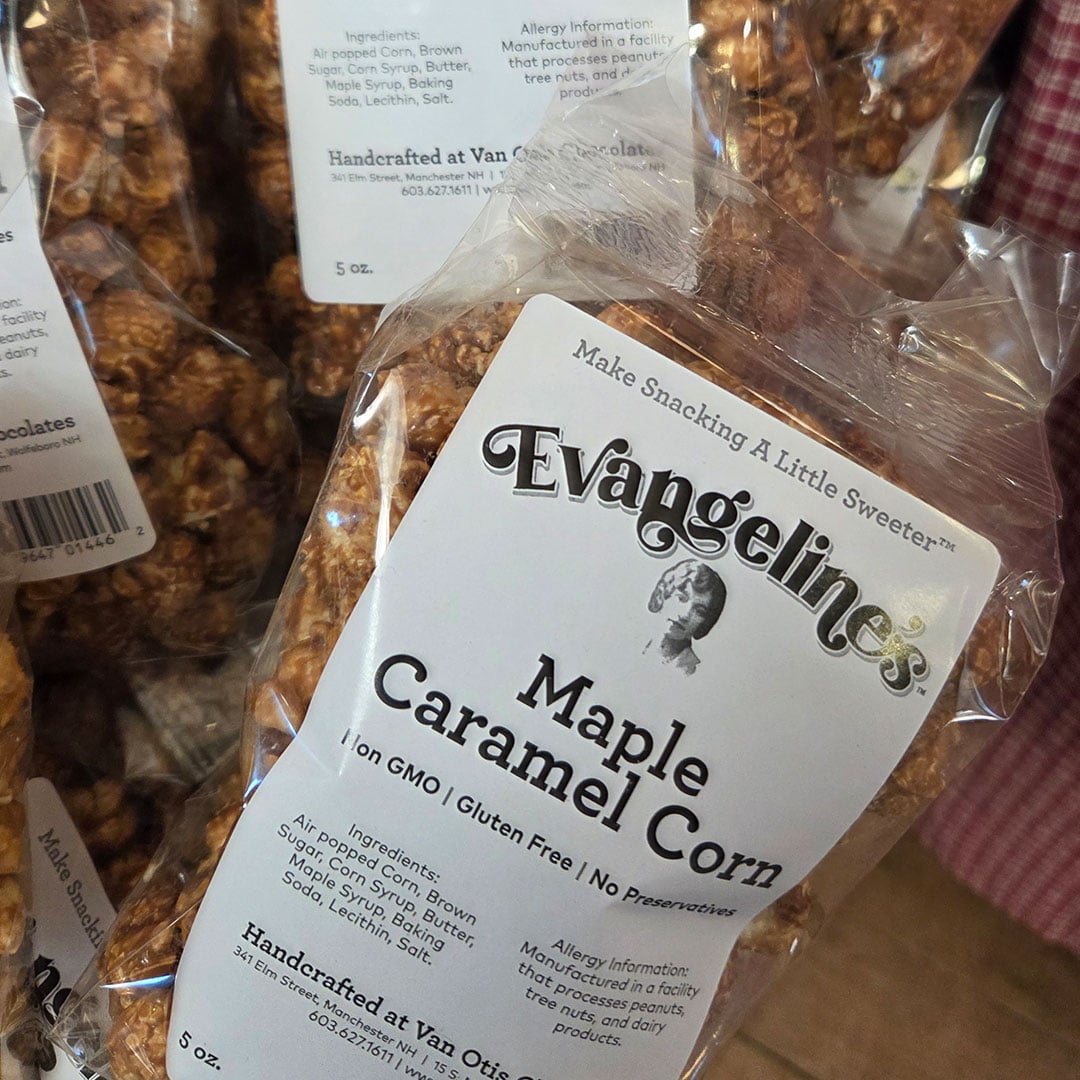 Ingredients:
Air popped Corn, Brown
Sugar, Corn Syrup, Butter,
Maple Syrup, Baking
Soda, Lecithin, Salt.
Allergy Information:
Manufactured in a facility
that processes peanuts,
tree nuts, and
Handcrafted at Van Otis Chocolate
341 Elm Street, Manchester NH |
603.627.1611 |
5 oz.
facility
dairy
Wolfeboro NH
9647 01446 2
Make Snacking A Little Sweeter™
Evangeline's™
Maple
Caramel Corn
Non GMO | Gluten Free | No Preservatives
Ingredients:
Air popped Corn, Brown
Sugar, Corn Syrup, Butter,
Maple Syrup, Baking
Soda, Lecithin, Salt.
Allergy Information:
Manufactured in a facility
that processes peanuts,
tree nuts, and dairy
products.
Handcrafted at Van Otis
341 Elm Street, Manchester NH | 15 S.
603.627.1611 |
5 oz.
Make